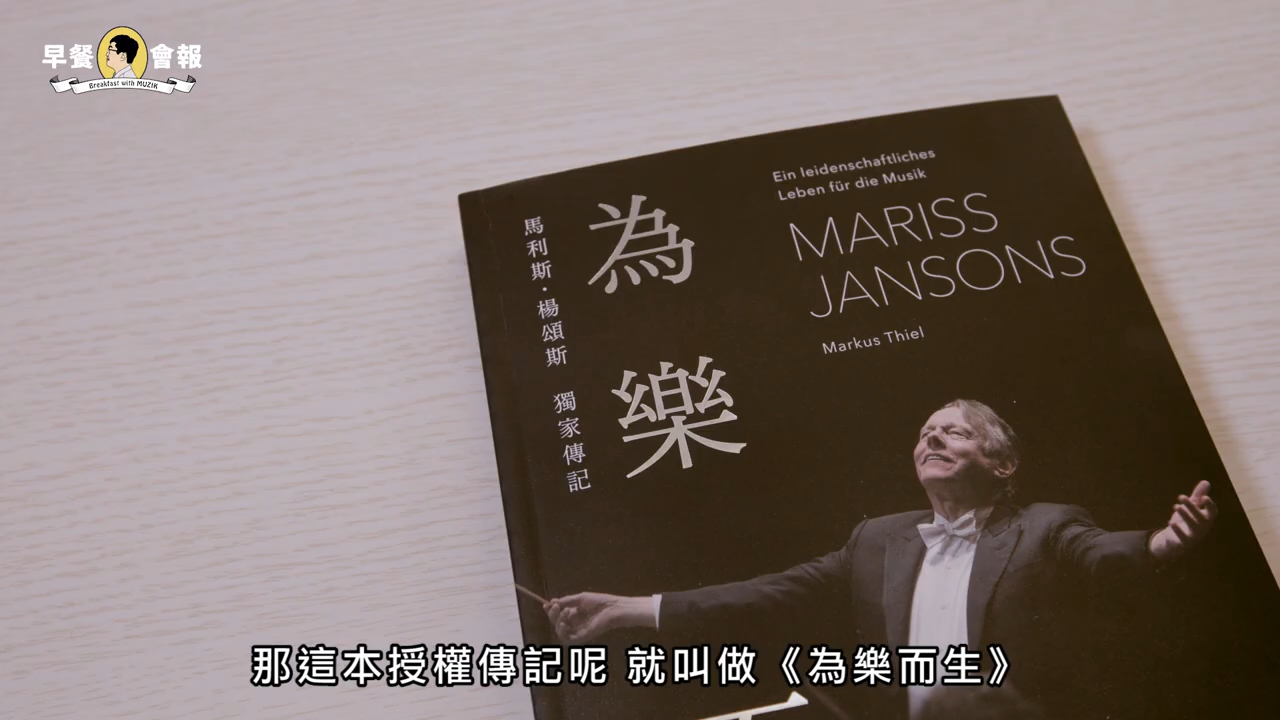 早餐會報
Breakfast with MUZIK
Ein leidenschaftliches
Leben für die Musik
MARISS
JANSONS
Markus Thiel
為樂
馬利斯·楊頌斯 獨家傳記
那這本授權傳記呢 就叫做《為樂而生》